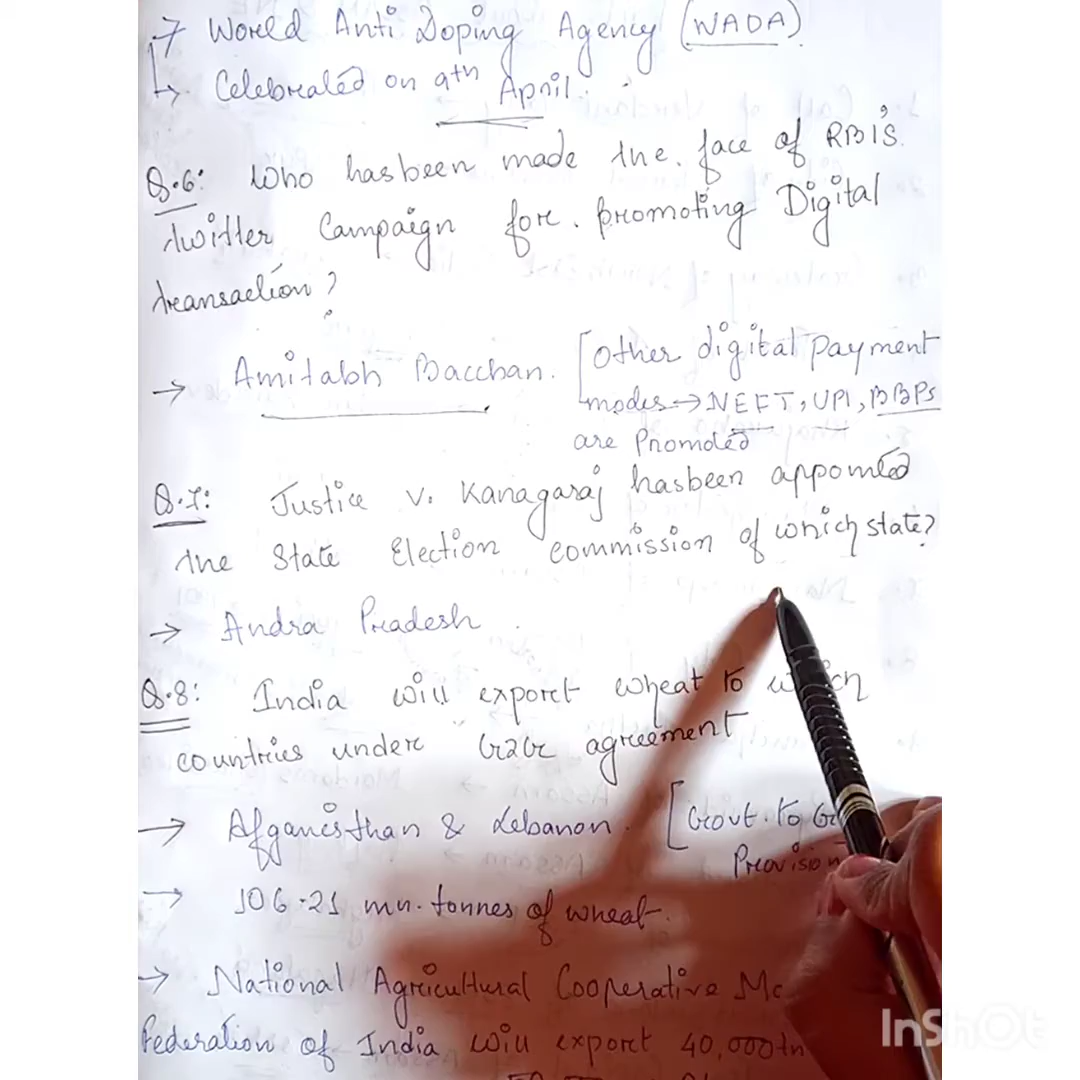 → World Anti Doping Agency (WADA).
↳ Celebrated on 9th April.
Q.6: Who hasbeen made the face of RBI's
twitter Campaign for promoting Digital
transaction?
→ Amitabh Bacchan. [Other digital payment
modes → NEFT, UPI, BBPs
are Promoted
Q.7: Justice V. Kanagaraj hasbeen appointed
the State Election commission of which state?
→ Andra Pradesh.
Q.8: India will export wheat to which
countries under G2G agreement
→ Afganisthan & Lebanon. [Govt. to
Provision
→ 106.21 mn. tonnes of wheat.
→ National Agricultural Cooperative
Federation of India will export 40,000tn
InShOt